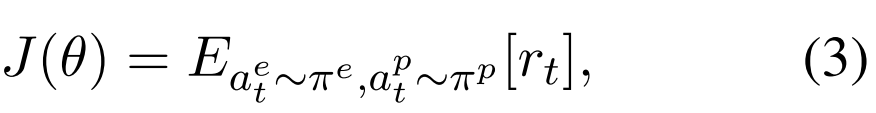 J(θ) = E_{a_t^e∼π^e,a_t^p∼π^p}[r_t], (3)